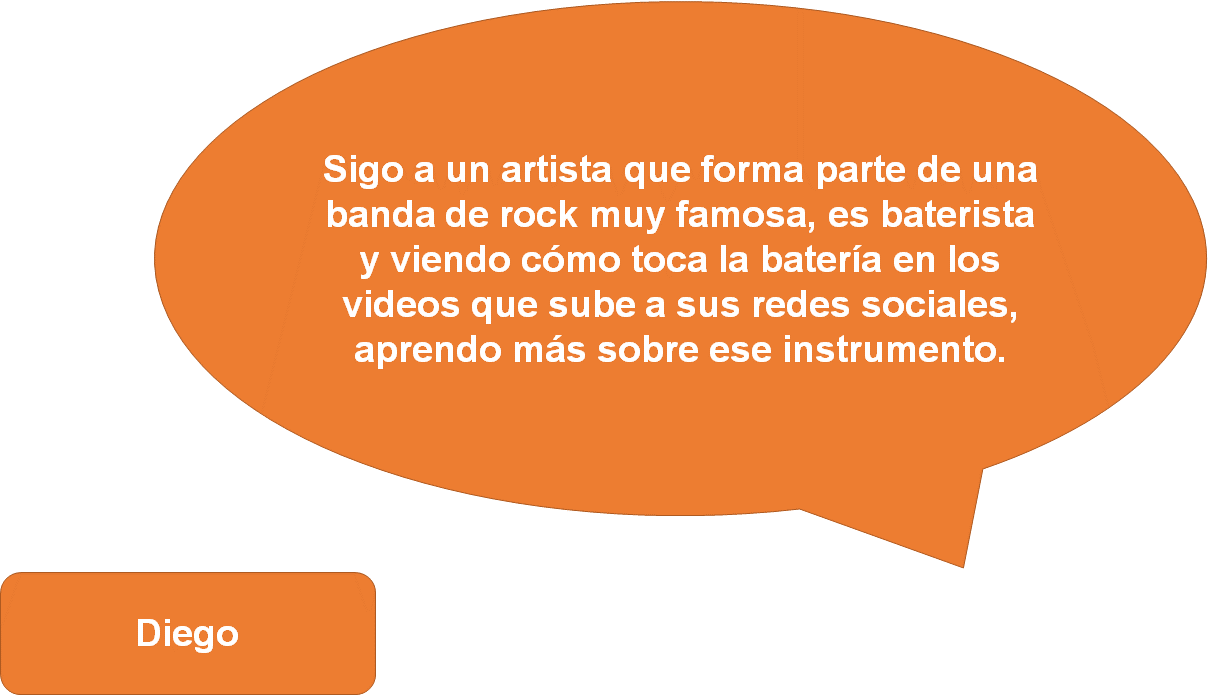 Sigo a un artista que forma parte de una
banda de rock muy famosa, es baterista
y viendo cómo toca la batería en los
videos que sube a sus redes sociales,
aprendo más sobre ese instrumento.
Diego